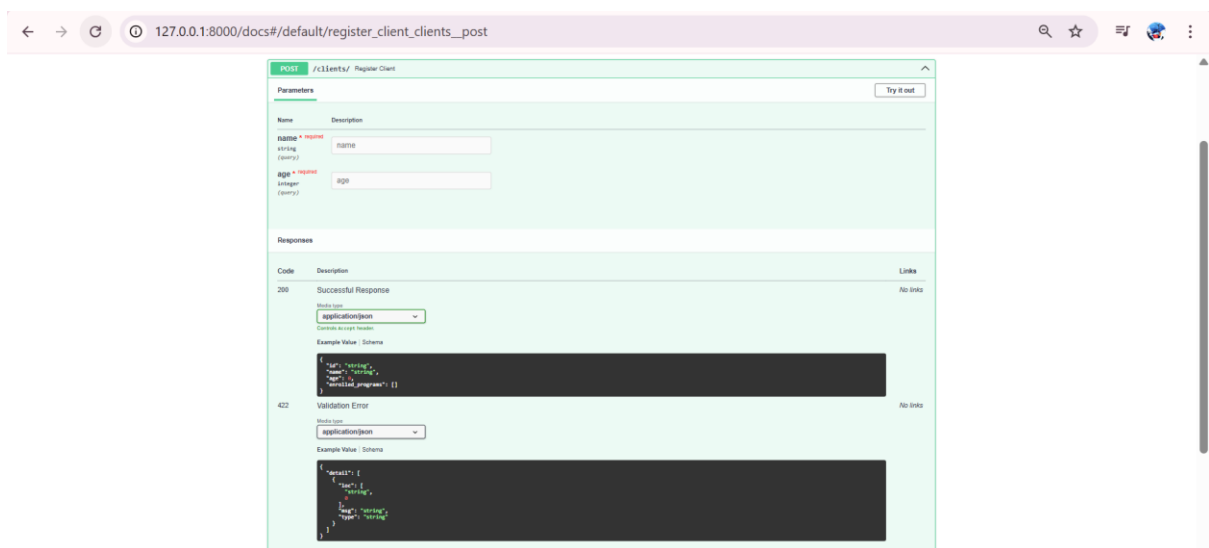 127.0.0.1:8000/docs#/default/register_client_clients__post
POST /clients/ Register Client
Parameters
Try it out
Name Description
name * required
string
(query)
name
age * required
integer
(query)
age
Responses
Code Description Links
200 Successful Response No links
Media type
application/json
Controls Accept header.
Example Value | Schema
{
"id": "string",
"name": "string",
"age": 0,
"enrolled_programs": []
}
422 Validation Error No links
Media type
application/json
Example Value | Schema
{
"detail": [
{
"loc": [
"string",
0
],
"msg": "string",
"type": "string"
}
]
}